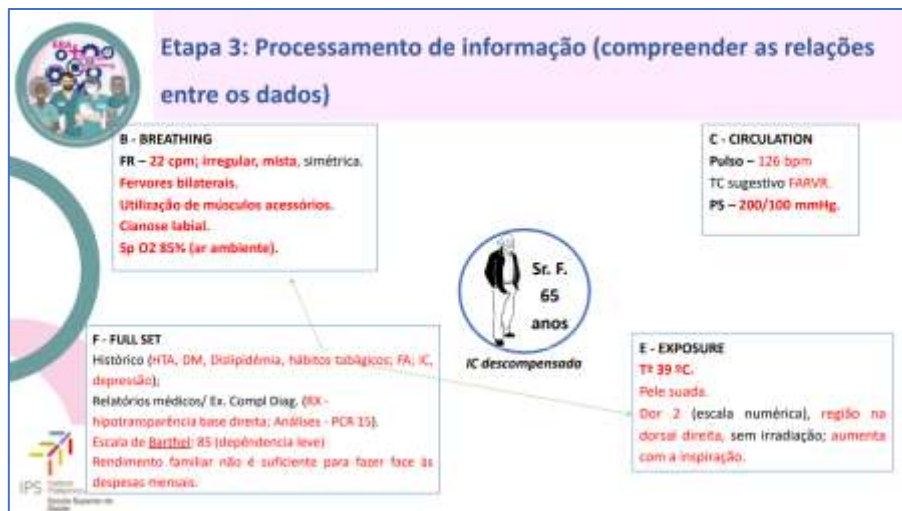 Etapa 3: Processamento de informação (compreender as relações
entre os dados)
B - BREATHING
FR – 22 cpm; irregular, mista, simétrica.
Fervores bilaterais.
Utilização de músculos acessórios.
Cianose labial.
Sp O2 85% (ar ambiente).
C - CIRCULATION
Pulso – 126 bpm
TC sugestivo FARVR.
PS – 200/100 mmHg.
Sr. F.
65
anos
IC descompensada
F - FULL SET
Histórico (HTA, DM, Dislipidémia, hábitos tabágicos; FA; IC,
depressão);
Relatórios médicos/ Ex. Compl Diag. (RX -
hipotransparência base direita; Análises - PCR 15).
Escala de Barthel: 85 (depêndencia leve)
Rendimento familiar não é suficiente para fazer face às
despesas mensais.
E - EXPOSURE
Tª 39 ºC.
Pele suada.
Dor 2 (escala numérica), região na
dorsal direita, sem irradiação; aumenta
com a inspiração.
IPS